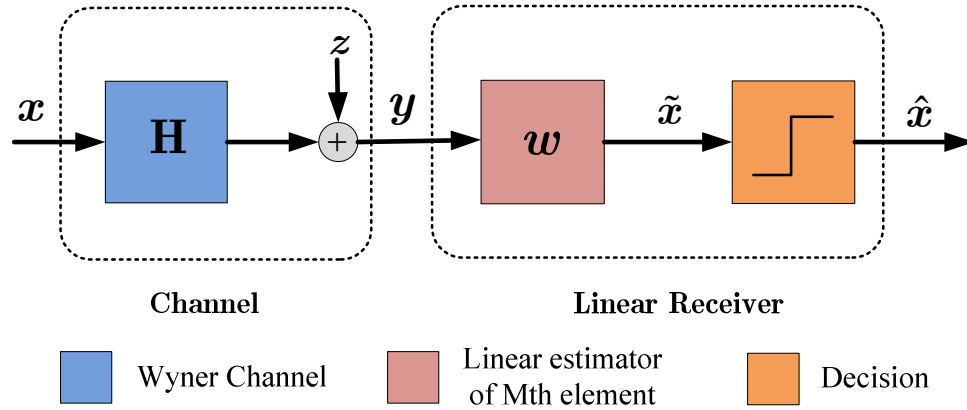 z
x
H
+
y
w
x̃
x̂
Channel
Linear Receiver
Wyner Channel
Linear estimator
of Mth element
Decision